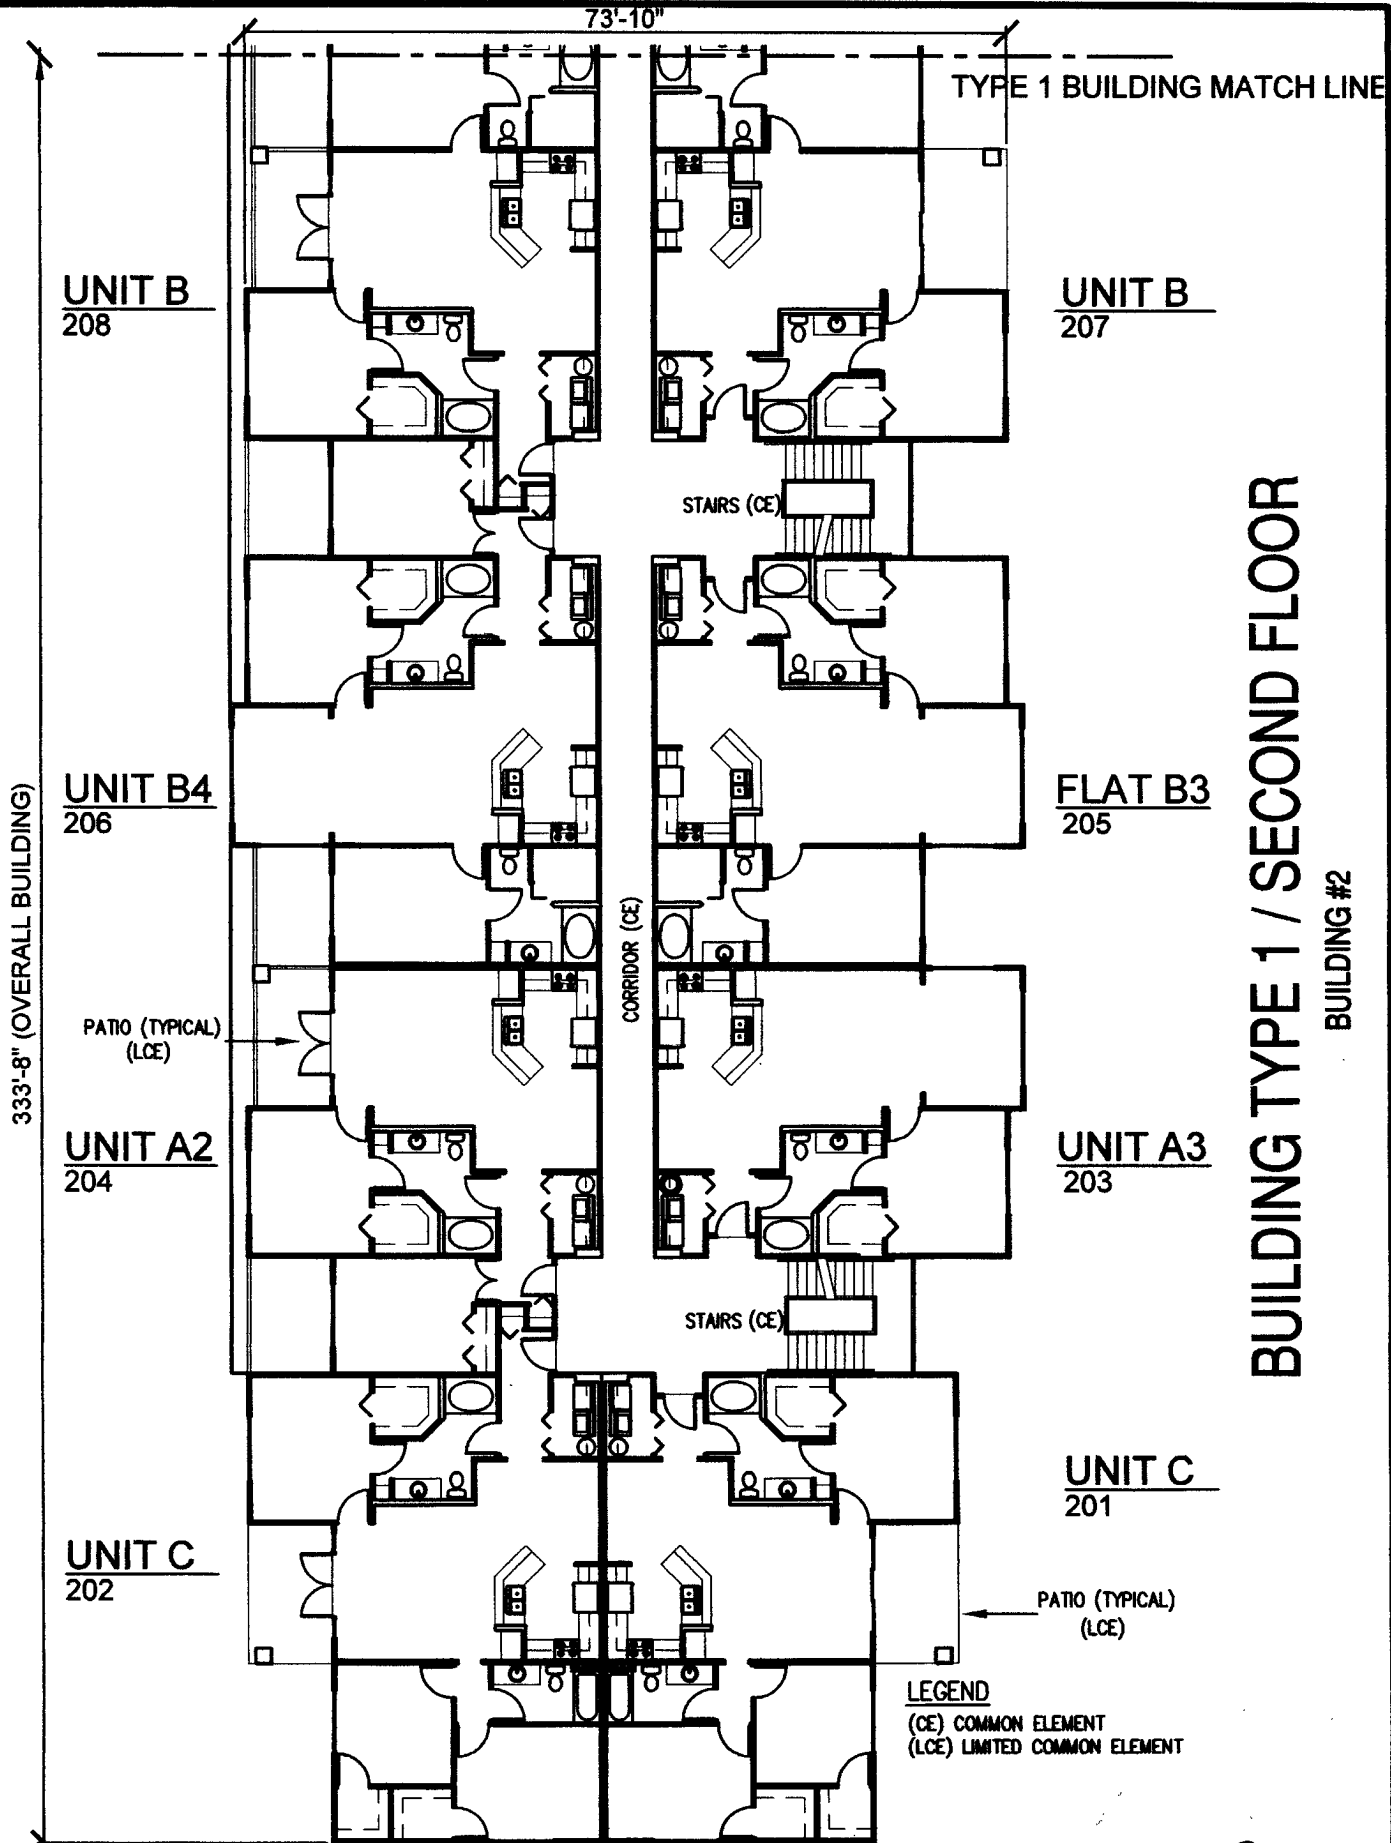 73'-10"
TYPE 1 BUILDING MATCH LINE
UNIT B
208
UNIT B
207
STAIRS (CE)
UNIT B4
206
FLAT B3
205
CORRIDOR (CE)
PATIO (TYPICAL)
(LCE)
UNIT A2
204
UNIT A3
203
STAIRS (CE)
UNIT C
201
UNIT C
202
PATIO (TYPICAL)
(LCE)
LEGEND
(CE) COMMON ELEMENT
(LCE) LIMITED COMMON ELEMENT
333'-8" (OVERALL BUILDING)
BUILDING TYPE 1 / SECOND FLOOR
BUILDING #2